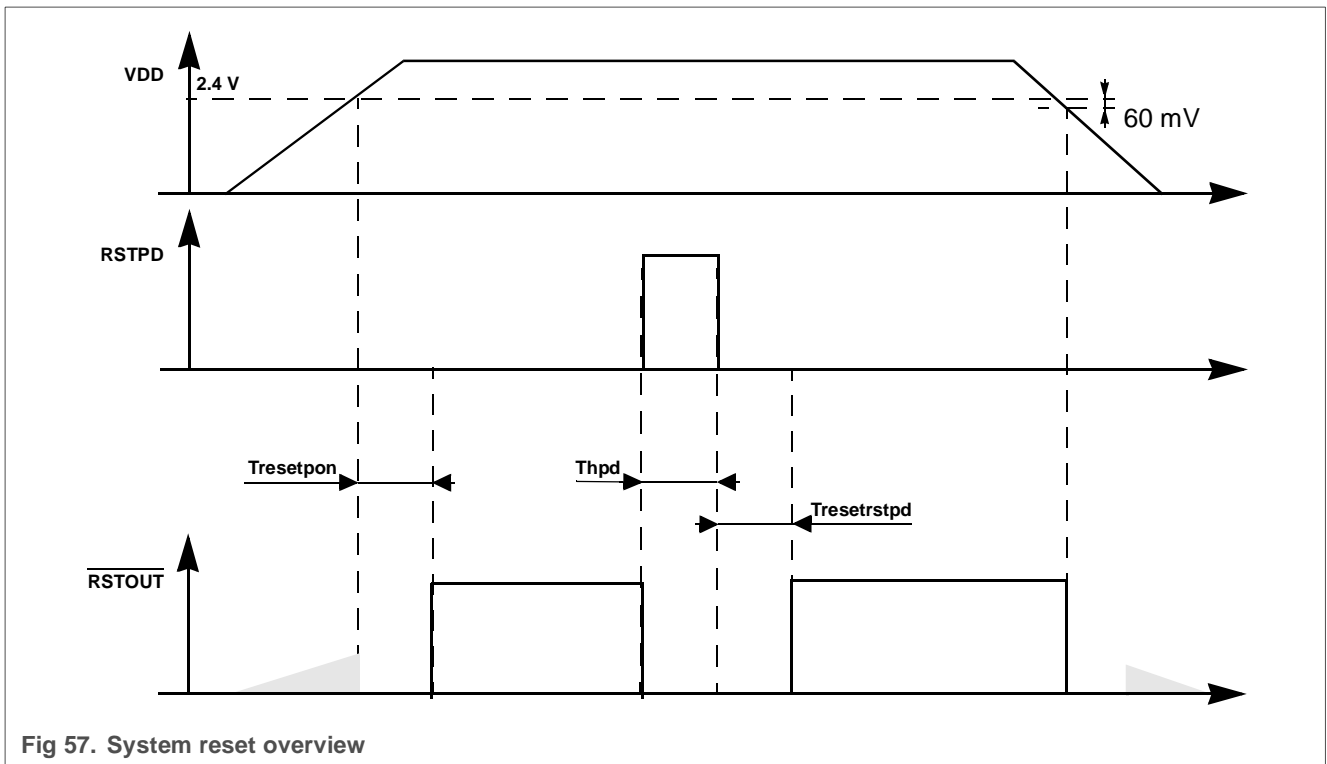 VDD
2.4 V
60 mV
RSTPD
Tresetpon
Thpd
Tresetrstpd
RSTOUT
Fig 57. System reset overview